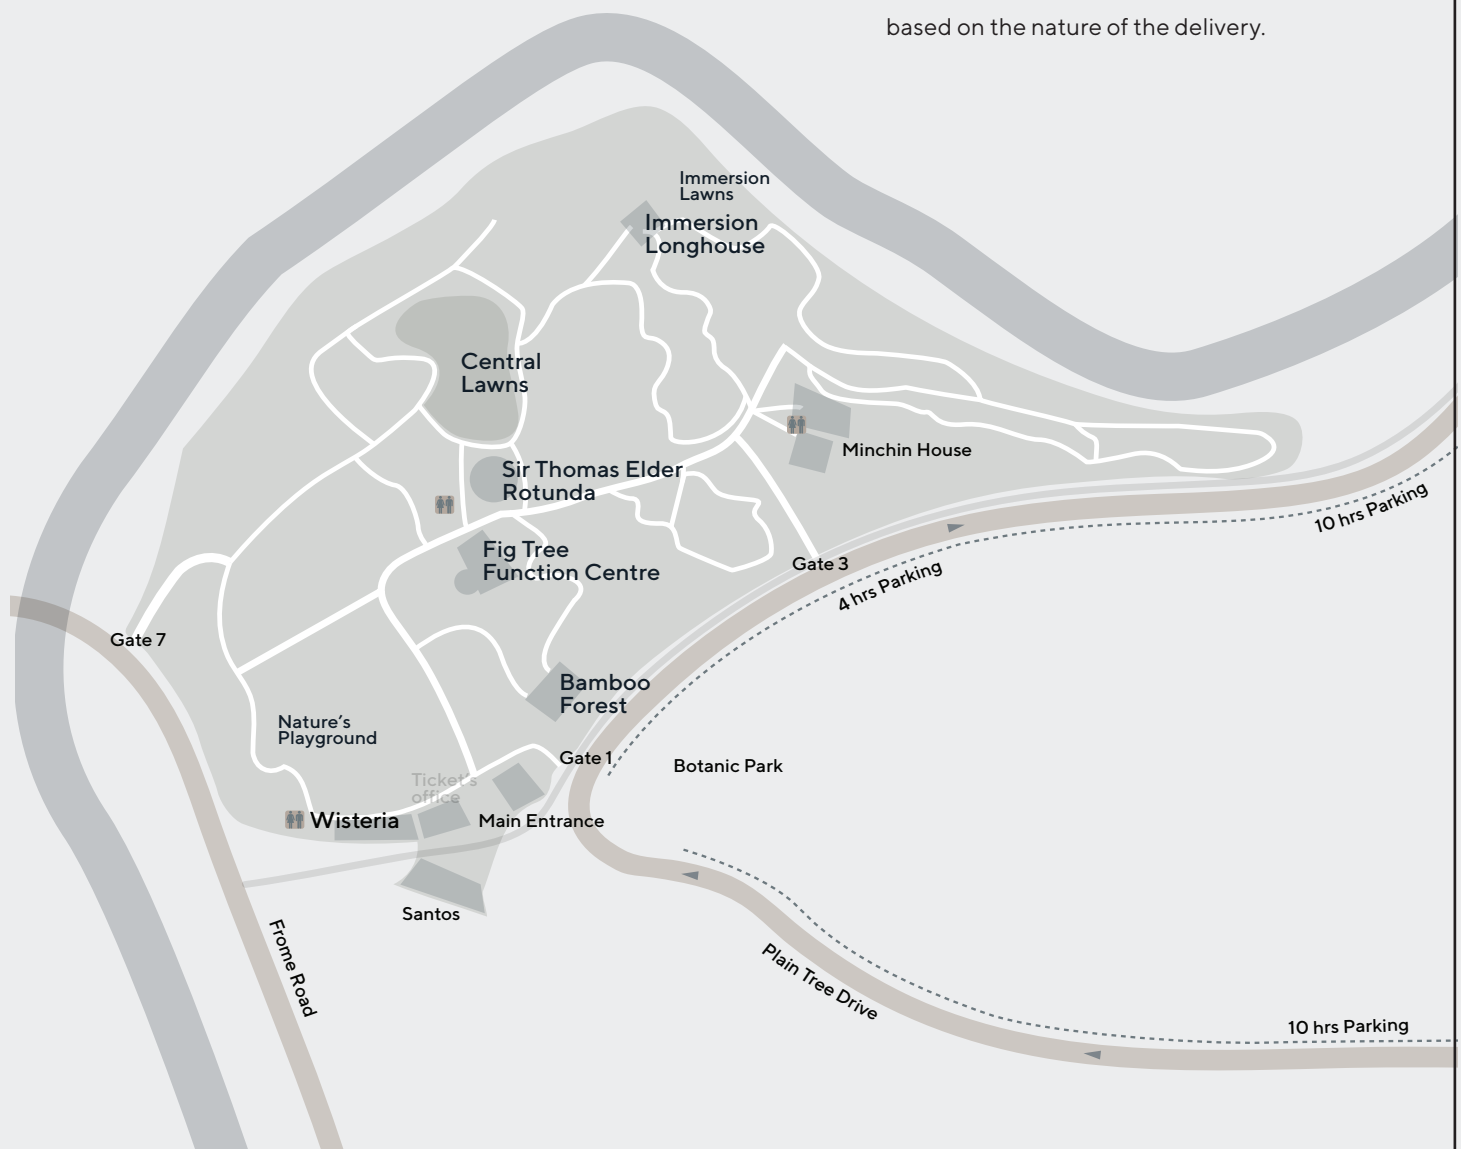 based on the nature of the delivery.
Immersion
Lawns
Immersion
Longhouse
Central
Lawns
Minchin House
Sir Thomas Elder
Rotunda
10 hrs Parking
Fig Tree
Function Centre
Gate 3
4 hrs Parking
Gate 7
Bamboo
Forest
Nature’s
Playground
Gate 1
Botanic Park
Ticket’s
office
Wisteria
Main Entrance
Santos
Frome Road
Plain Tree Drive
10 hrs Parking